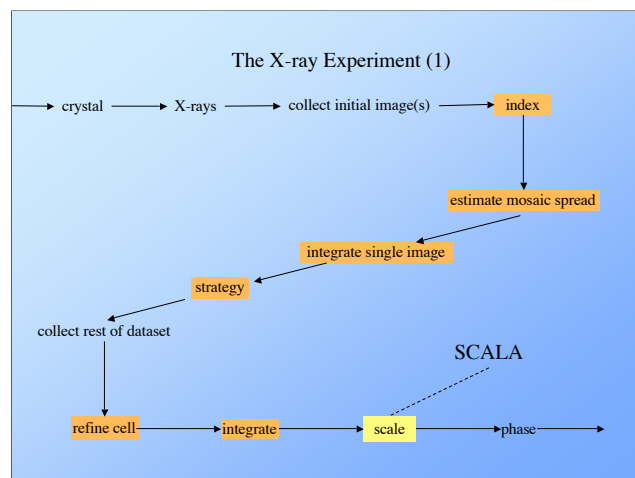 The X-ray Experiment (1)
crystal
X-rays
collect initial image(s)
index
estimate mosaic spread
integrate single image
strategy
collect rest of dataset
SCALA
refine cell
integrate
scale
phase